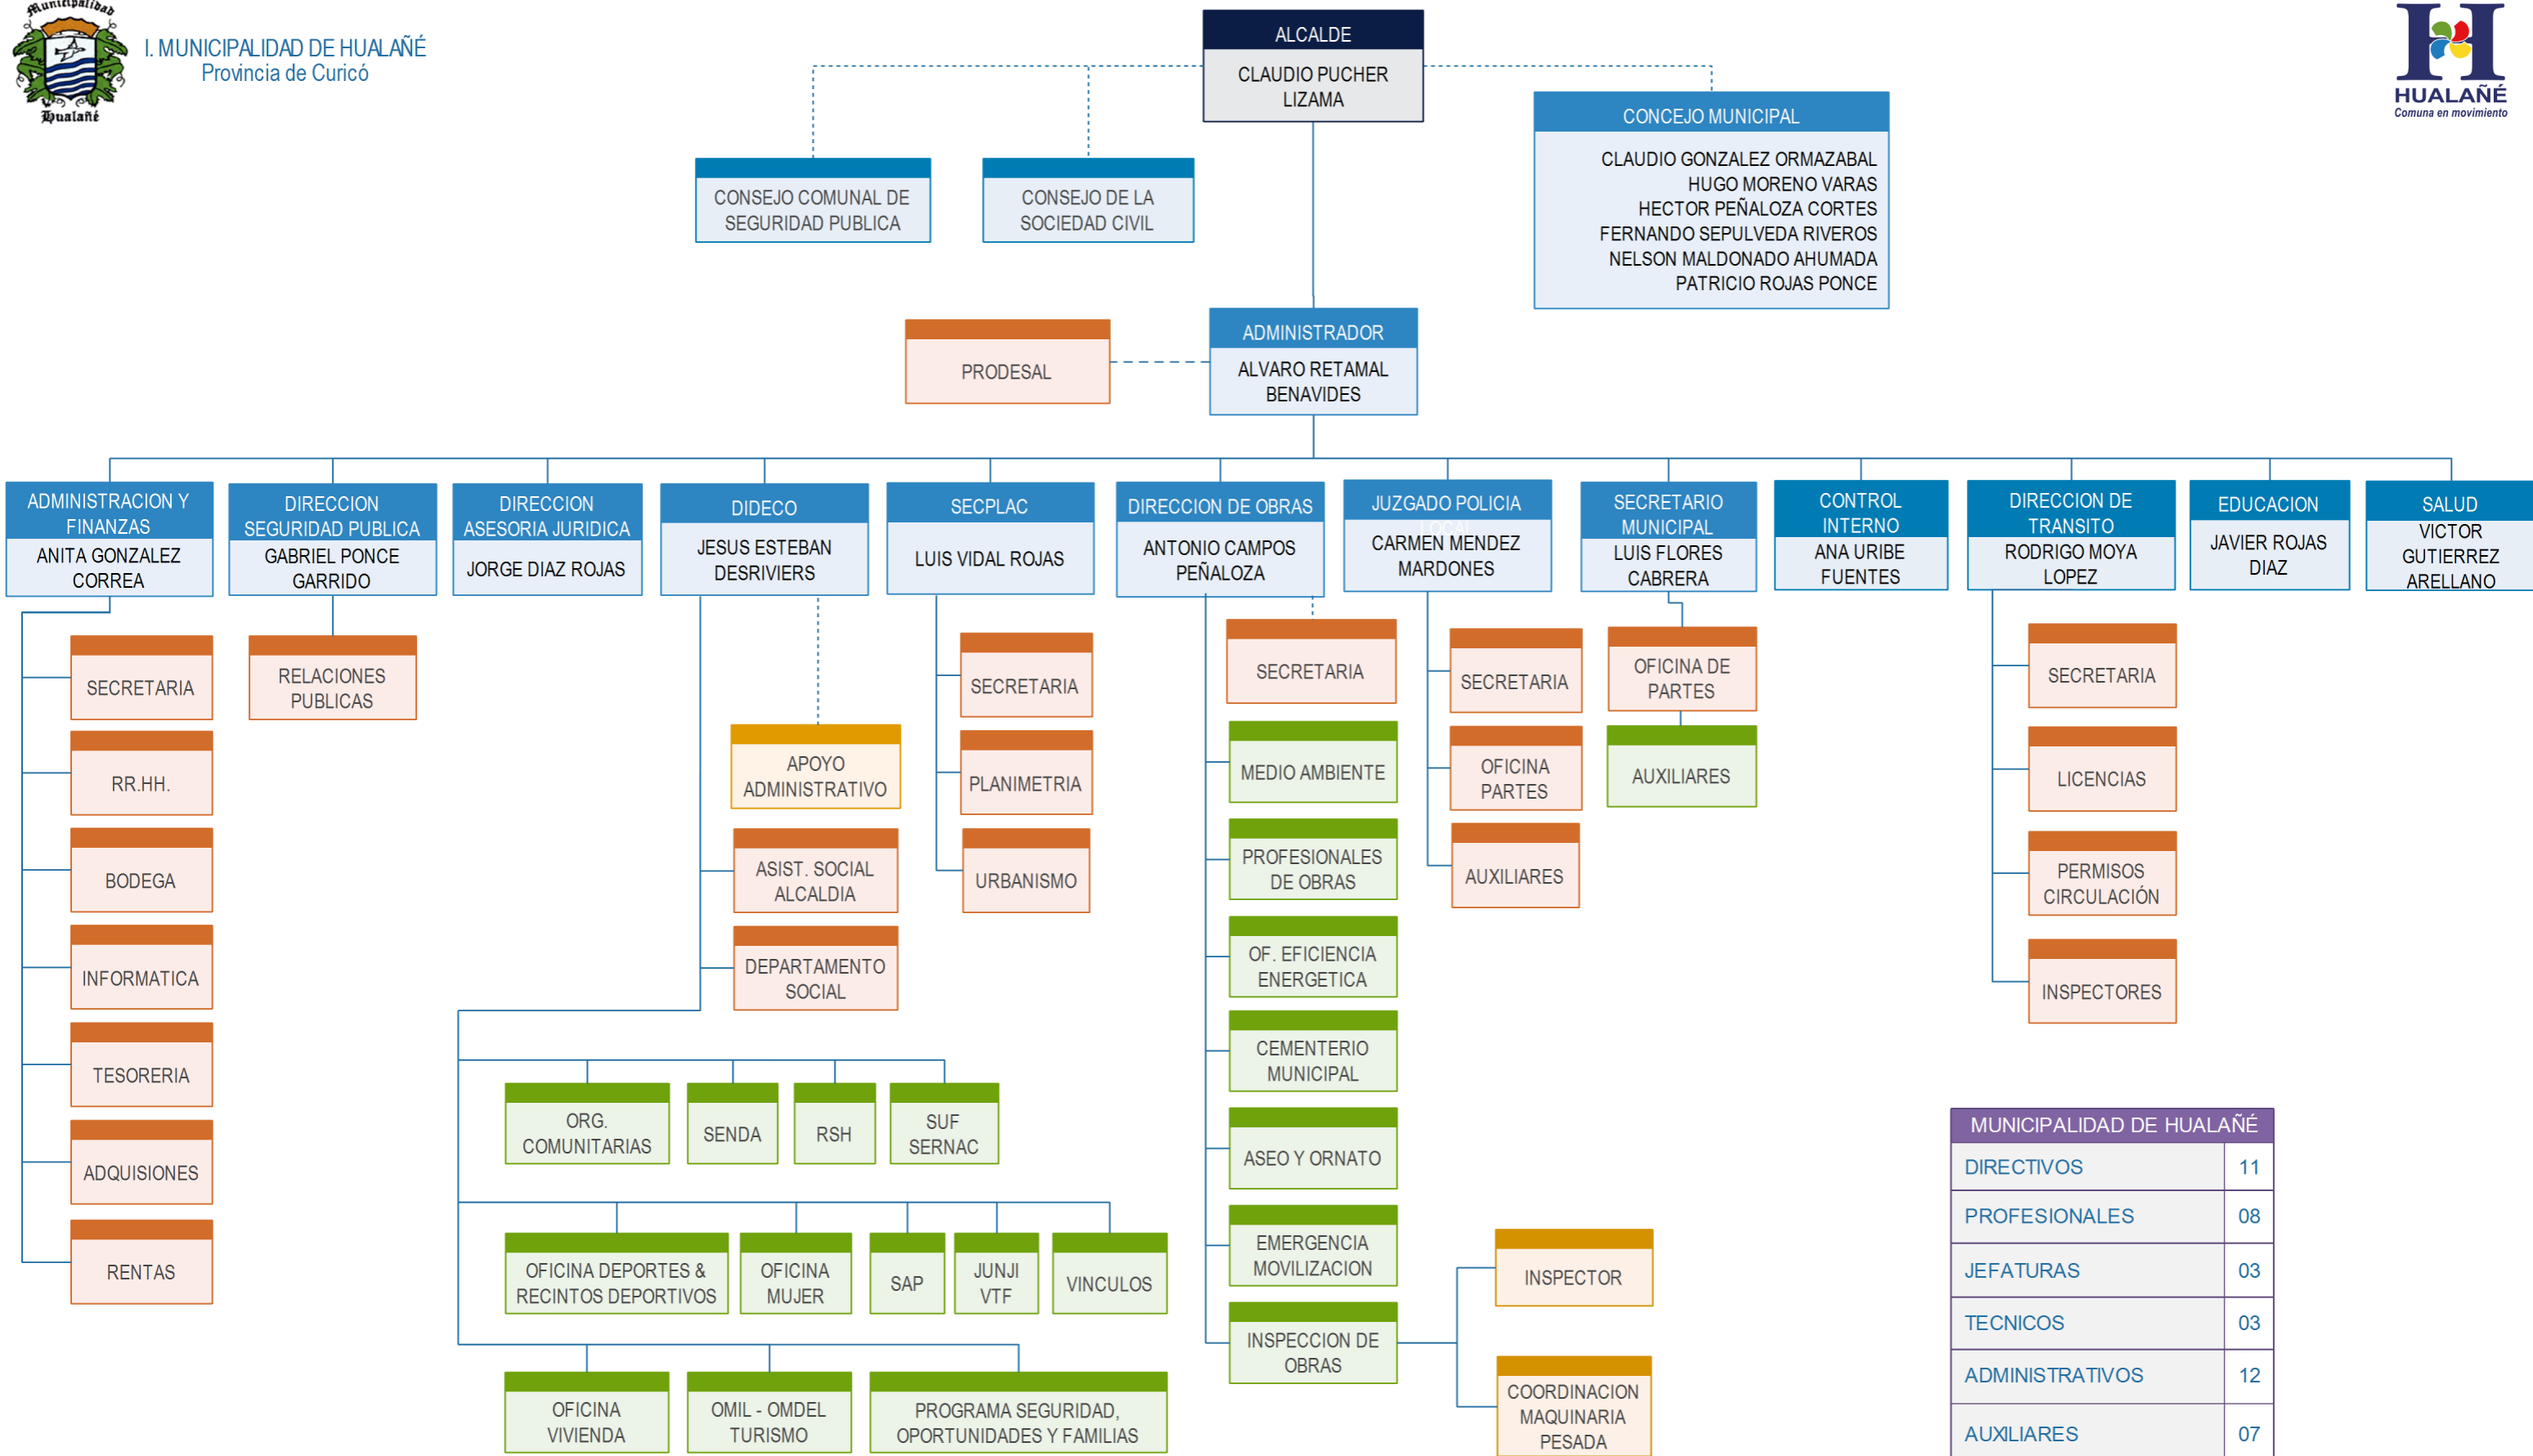 Municipalidad
Hualañé
I. MUNICIPALIDAD DE HUALAÑÉ
Provincia de Curicó
ALCALDE
CLAUDIO PUCHER
LIZAMA
HUALAÑÉ
Comuna en movimiento
CONCEJO MUNICIPAL
CLAUDIO GONZALEZ ORMAZABAL
HUGO MORENO VARAS
HECTOR PEÑALOZA CORTES
FERNANDO SEPULVEDA RIVEROS
NELSON MALDONADO AHUMADA
PATRICIO ROJAS PONCE
CONSEJO COMUNAL DE
SEGURIDAD PUBLICA
CONSEJO DE LA
SOCIEDAD CIVIL
ADMINISTRADOR
ALVARO RETAMAL
BENAVIDES
PRODESAL
ADMINISTRACION Y
FINANZAS
ANITA GONZALEZ
CORREA
DIRECCION
SEGURIDAD PUBLICA
GABRIEL PONCE
GARRIDO
DIRECCION
ASESORIA JURIDICA
JORGE DIAZ ROJAS
DIDECO
JESUS ESTEBAN
DESRIVIERS
SECPLAC
LUIS VIDAL ROJAS
DIRECCION DE OBRAS
ANTONIO CAMPOS
PEÑALOZA
JUZGADO POLICIA
LOCAL
CARMEN MENDEZ
MARDONES
SECRETARIO
MUNICIPAL
LUIS FLORES
CABRERA
CONTROL
INTERNO
ANA URIBE
FUENTES
DIRECCION DE
TRANSITO
RODRIGO MOYA
LOPEZ
EDUCACION
JAVIER ROJAS
DIAZ
SALUD
VICTOR
GUTIERREZ
ARELLANO
SECRETARIA
RR.HH.
BODEGA
INFORMATICA
TESORERIA
ADQUISIONES
RENTAS
RELACIONES
PUBLICAS
APOYO
ADMINISTRATIVO
ASIST. SOCIAL
ALCALDIA
DEPARTAMENTO
SOCIAL
ORG.
COMUNITARIAS
SENDA
RSH
SUF
SERNAC
OFICINA DEPORTES &
RECINTOS DEPORTIVOS
OFICINA
MUJER
SAP
JUNJI
VTF
VINCULOS
OFICINA
VIVIENDA
OMIL - OMDEL
TURISMO
PROGRAMA SEGURIDAD,
OPORTUNIDADES Y FAMILIAS
SECRETARIA
PLANIMETRIA
URBANISMO
SECRETARIA
MEDIO AMBIENTE
PROFESIONALES
DE OBRAS
OF. EFICIENCIA
ENERGETICA
CEMENTERIO
MUNICIPAL
ASEO Y ORNATO
EMERGENCIA
MOVILIZACION
INSPECCION DE
OBRAS
INSPECTOR
COORDINACION
MAQUINARIA
PESADA
SECRETARIA
OFICINA
PARTES
AUXILIARES
OFICINA DE
PARTES
AUXILIARES
SECRETARIA
LICENCIAS
PERMISOS
CIRCULACIÓN
INSPECTORES
MUNICIPALIDAD DE HUALAÑÉ
DIRECTIVOS 11
PROFESIONALES 08
JEFATURAS 03
TECNICOS 03
ADMINISTRATIVOS 12
AUXILIARES 07